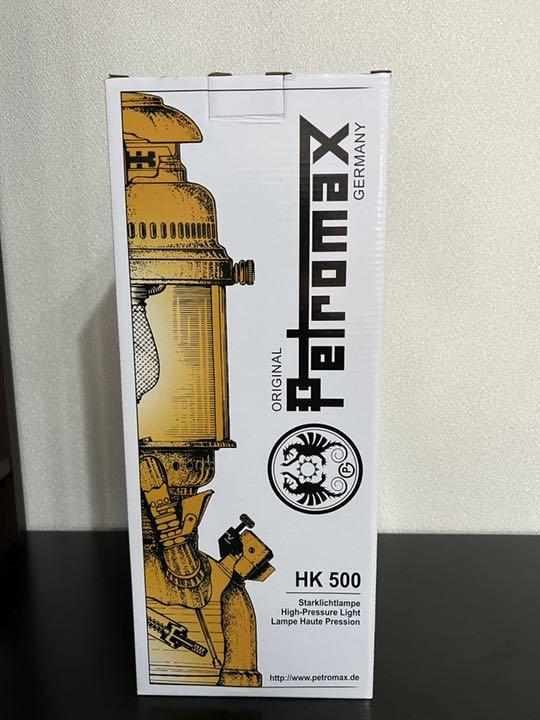 ORIGINAL
Petromax
GERMANY
HK 500
Starklichtlampe
High-Pressure Light
Lampe Haute Pression
http://www.petromax.de